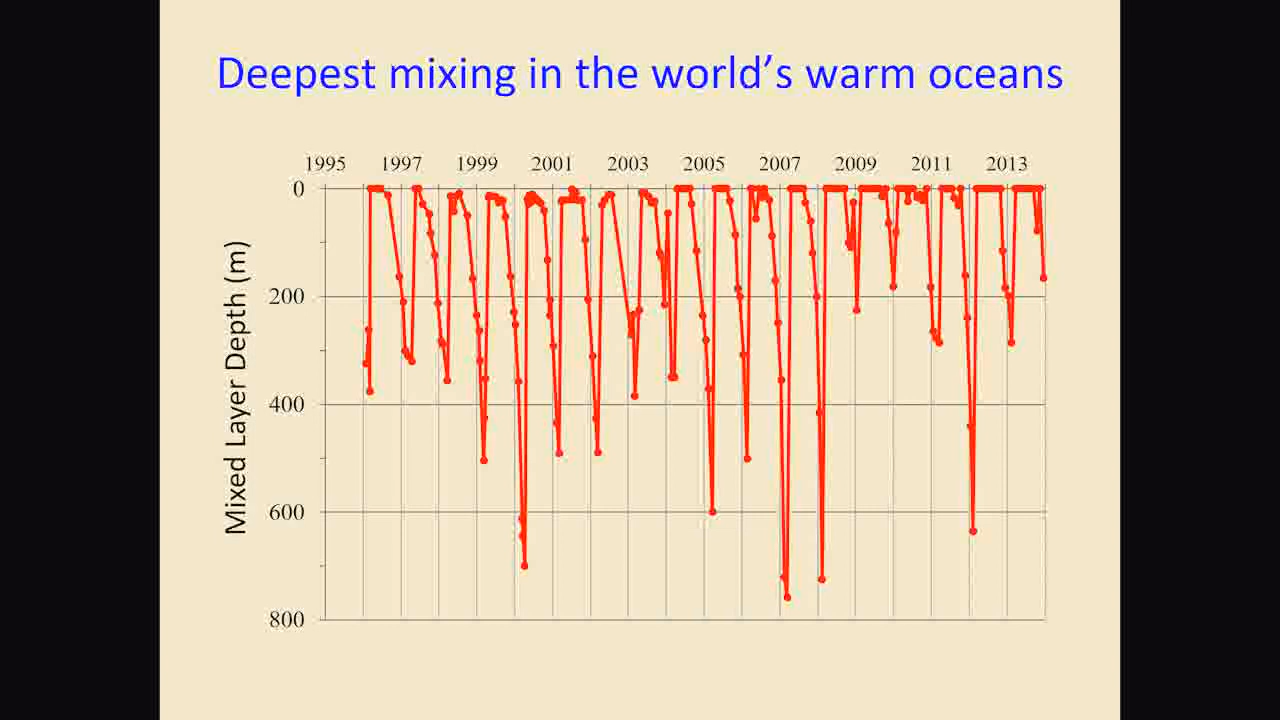 Deepest mixing in the world's warm oceans
1995 1997 1999 2001 2003 2005 2007 2009 2011 2013
0
200
400
600
800
Mixed Layer Depth (m)